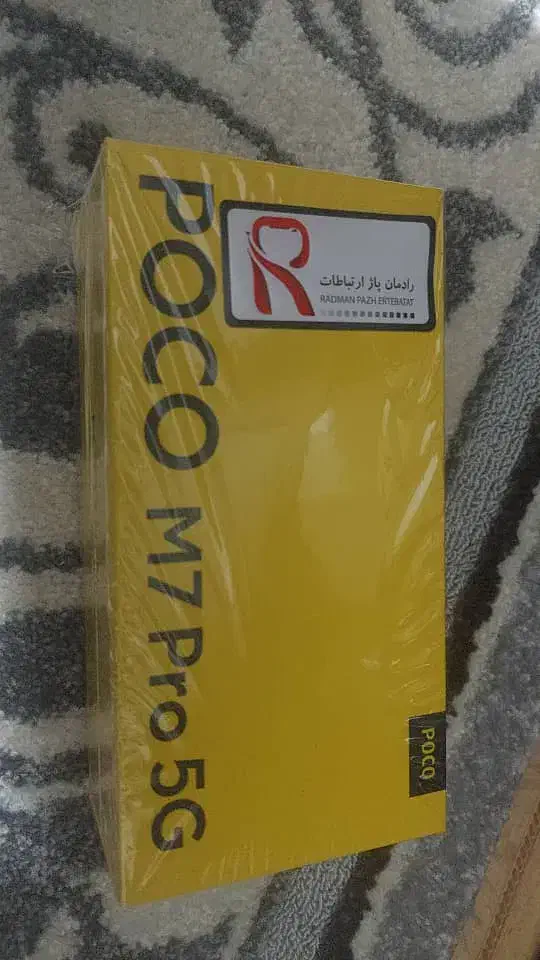 POCO M7 Pro 5G
رادمان پاژ ارتباطات
RADMAN PAZH ERTEBATAT
POCO